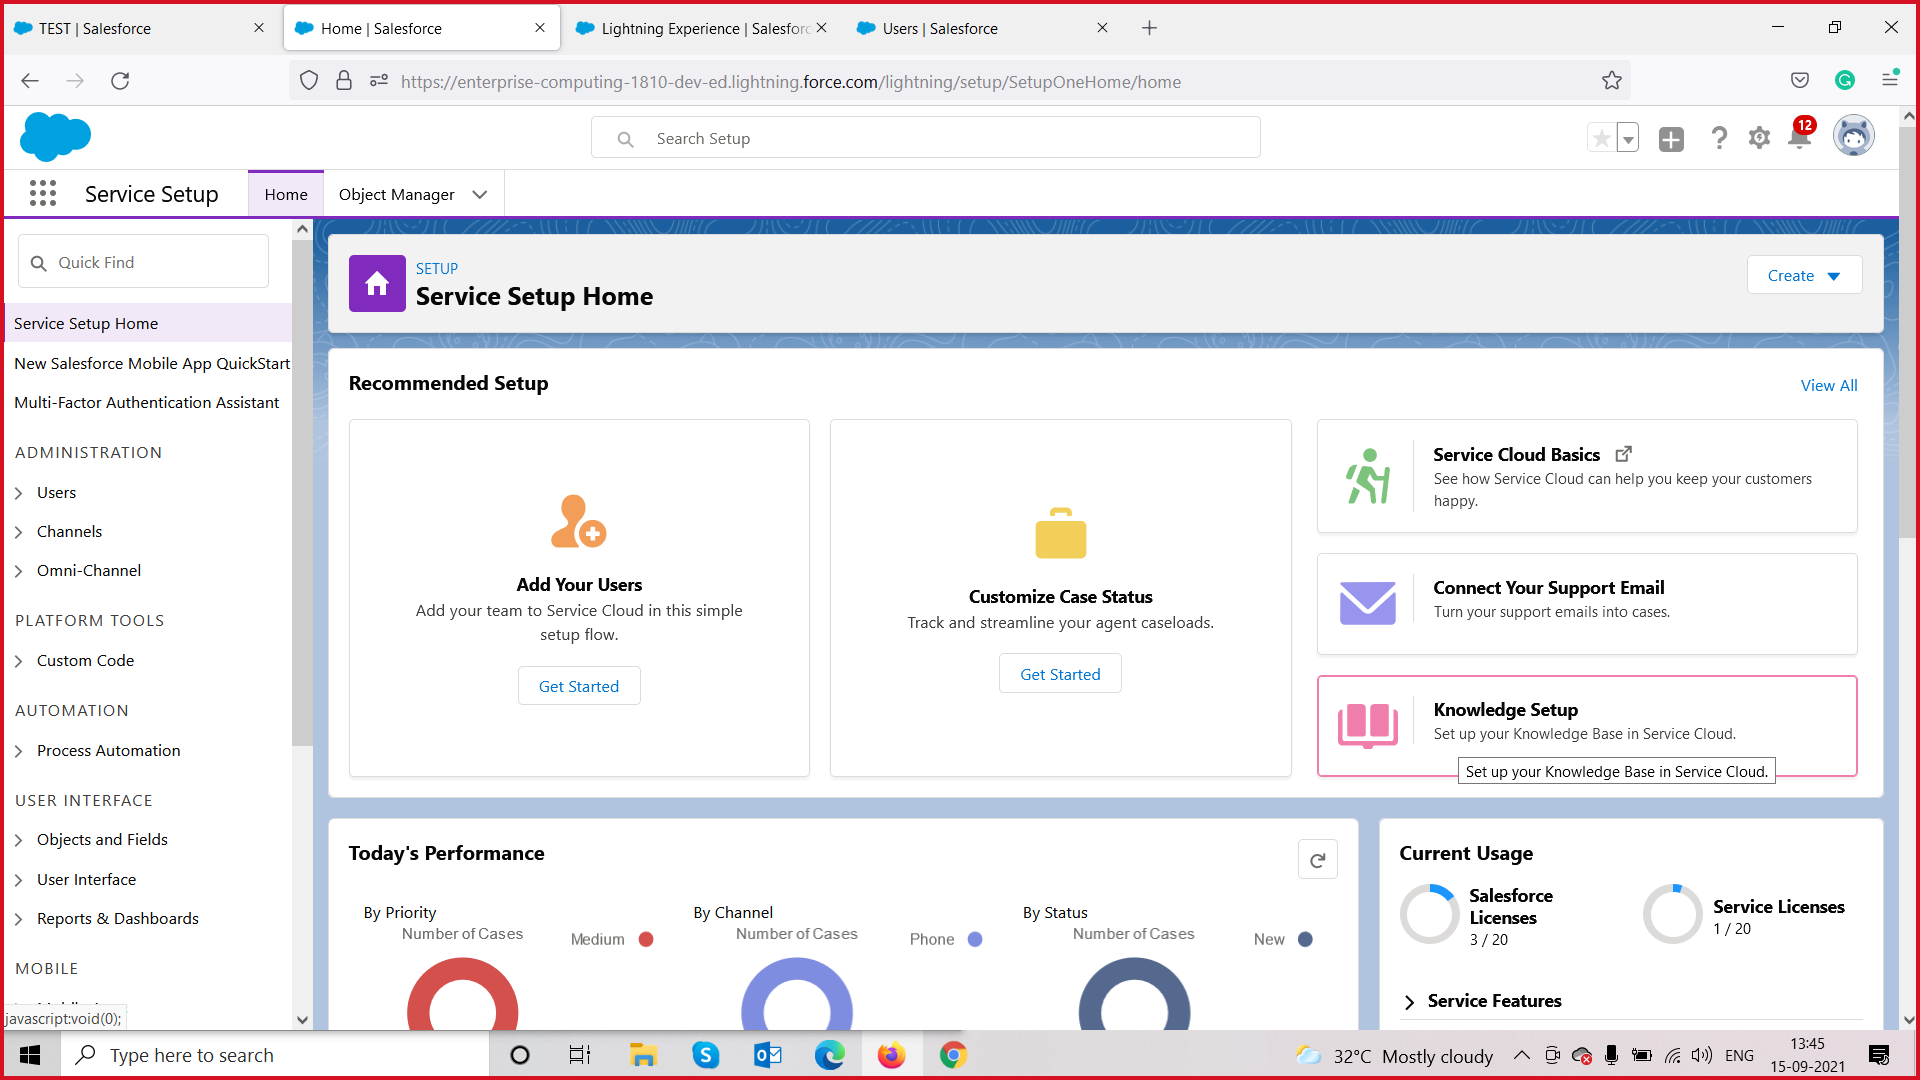 TEST | Salesforce
Home | Salesforce
Lightning Experience | Salesforc
Users | Salesforce
https://enterprise-computing-1810-dev-ed.lightning.force.com/lightning/setup/SetupOneHome/home
G
Search Setup
12
Service Setup
Home
Object Manager
Quick Find
Service Setup Home
New Salesforce Mobile App QuickStart
Multi-Factor Authentication Assistant
ADMINISTRATION
Users
Channels
Omni-Channel
PLATFORM TOOLS
Custom Code
AUTOMATION
Process Automation
USER INTERFACE
Objects and Fields
User Interface
Reports & Dashboards
MOBILE
javascript:void(0);
SETUP
Service Setup Home
Create
Recommended Setup
View All
Add Your Users
Add your team to Service Cloud in this simple
setup flow.
Get Started
Customize Case Status
Track and streamline your agent caseloads.
Get Started
Service Cloud Basics
See how Service Cloud can help you keep your customers
happy.
Connect Your Support Email
Turn your support emails into cases.
Knowledge Setup
Set up your Knowledge Base in Service Cloud.
Set up your Knowledge Base in Service Cloud.
Today's Performance
By Priority
Number of Cases
Medium
By Channel
Number of Cases
Phone
By Status
Number of Cases
New
Current Usage
Salesforce
Licenses
3 / 20
Service Licenses
1 / 20
Service Features
Type here to search
32°C Mostly cloudy
ENG
13:45
15-09-2021